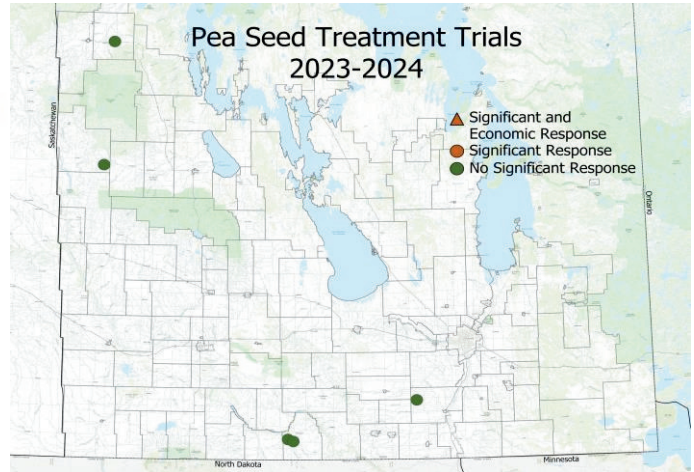 Pea Seed Treatment Trials
2023-2024
Significant and
Economic Response
Significant Response
No Significant Response
Saskatchewan
Ontario
North Dakota
Minnesota